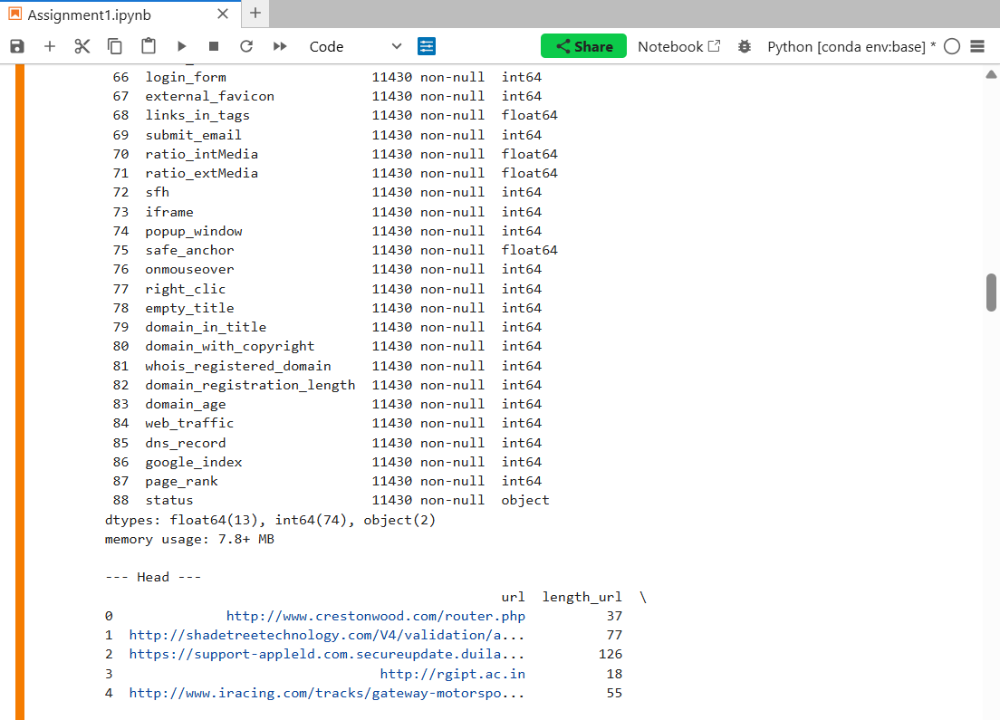 Assignment1.ipynb
Code Share Notebook Python [conda env:base] *
66 login_form 11430 non-null int64
67 external_favicon 11430 non-null int64
68 links_in_tags 11430 non-null float64
69 submit_email 11430 non-null int64
70 ratio_intMedia 11430 non-null float64
71 ratio_extMedia 11430 non-null float64
72 sfh 11430 non-null int64
73 iframe 11430 non-null int64
74 popup_window 11430 non-null int64
75 safe_anchor 11430 non-null float64
76 onmouseover 11430 non-null int64
77 right_clic 11430 non-null int64
78 empty_title 11430 non-null int64
79 domain_in_title 11430 non-null int64
80 domain_with_copyright 11430 non-null int64
81 whois_registered_domain 11430 non-null int64
82 domain_registration_length 11430 non-null int64
83 domain_age 11430 non-null int64
84 web_traffic 11430 non-null int64
85 dns_record 11430 non-null int64
86 google_index 11430 non-null int64
87 page_rank 11430 non-null int64
88 status 11430 non-null object
dtypes: float64(13), int64(74), object(2)
memory usage: 7.8+ MB
--- Head ---
url length_url \
0 http://www.crestonwood.com/router.php 37
1 http://shadetreetechnology.com/V4/validation/a... 77
2 https://support-appleld.com.secureupdate.duila... 126
3 http://rgipt.ac.in 18
4 http://www.iracing.com/tracks/gateway-motorspo... 55